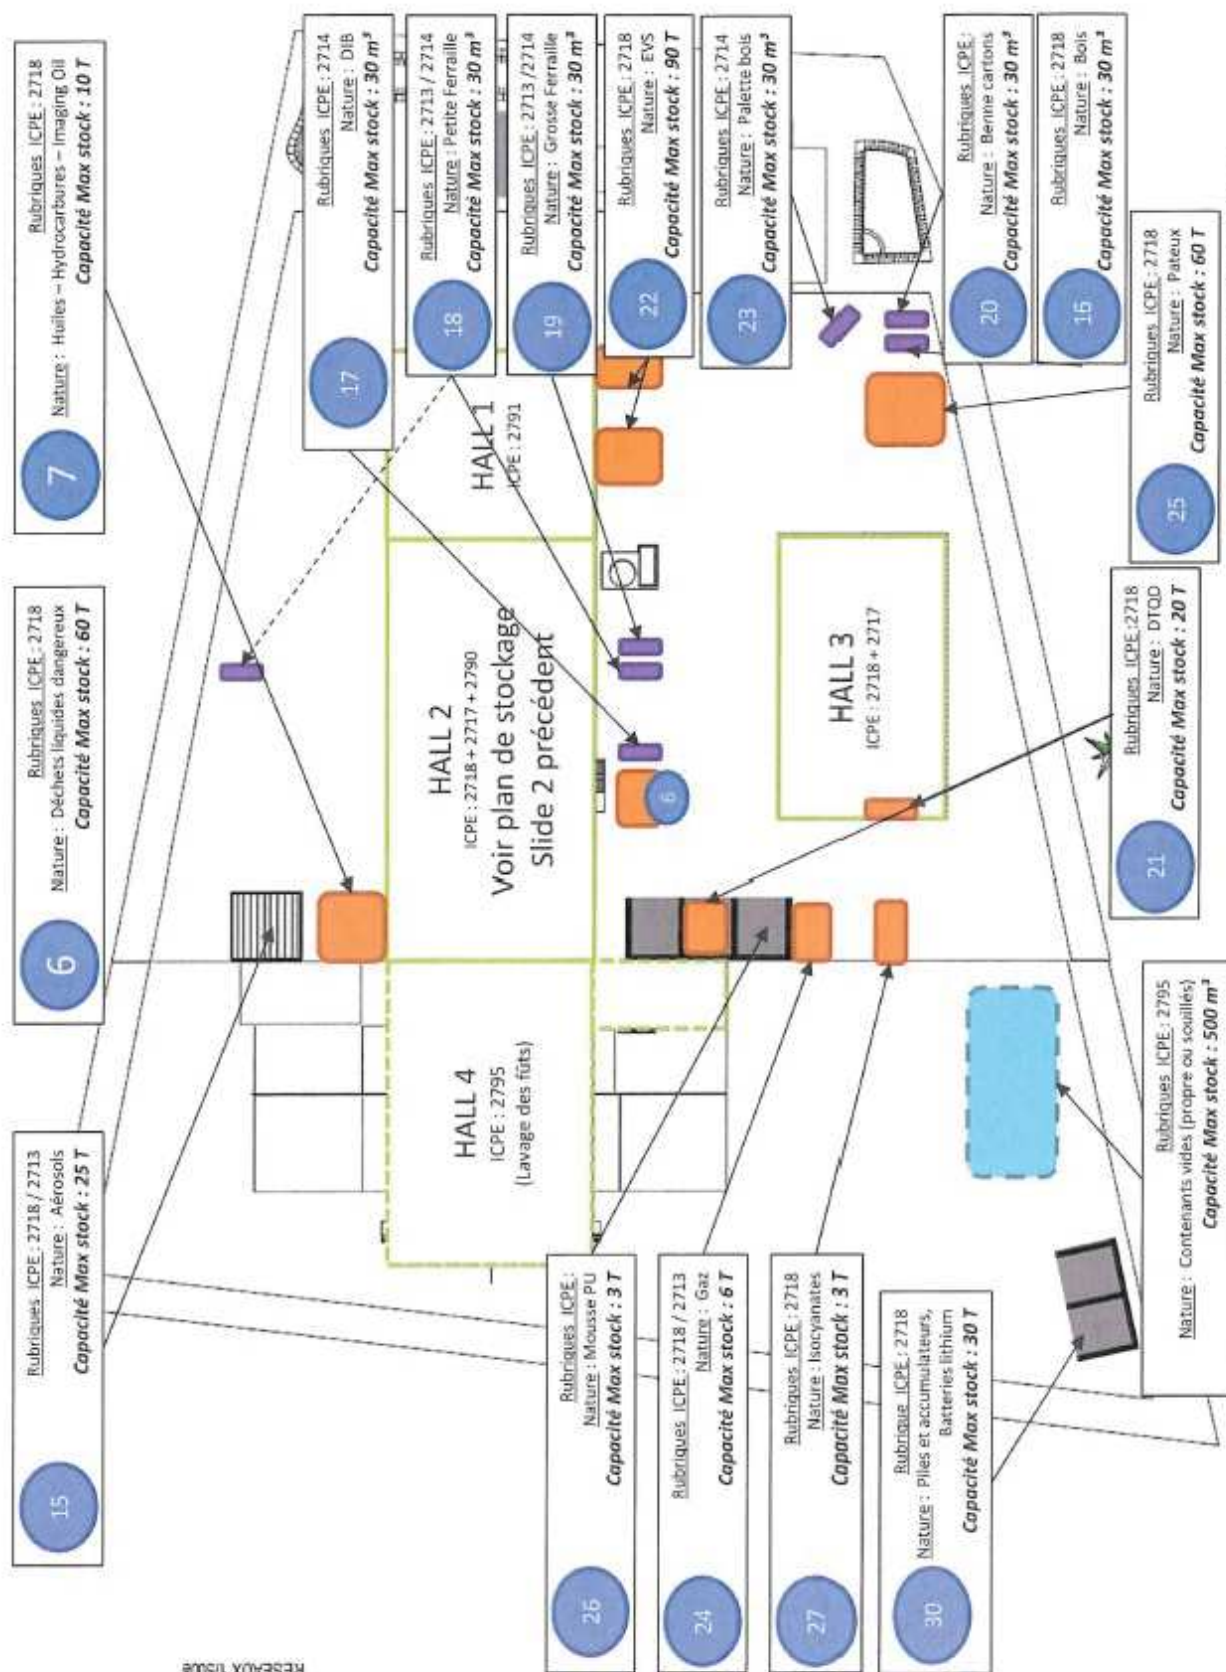 15
Rubriques ICPE : 2718 / 2713
Nature : Aérosols
Capacité Max stock : 25 T
6
Rubriques ICPE : 2718
Nature : Déchets liquides dangereux
Capacité Max stock : 60 T
7
Rubriques ICPE : 2718
Nature : Huiles – Hydrocarbures – Imaging Oil
Capacité Max stock : 10 T
17
Rubriques ICPE : 2714
Nature : DIB
Capacité Max stock : 30 m³
18
Rubriques ICPE : 2713 / 2714
Nature : Petite Ferraille
Capacité Max stock : 30 m³
19
Rubriques ICPE : 2713 /2714
Nature : Grosse Ferraille
Capacité Max stock : 30 m³
22
Rubriques ICPE : 2718
Nature : EVS
Capacité Max stock : 90 T
23
Rubriques ICPE : 2714
Nature : Palette bois
Capacité Max stock : 30 m³
20
Rubriques ICPE :
Nature : Benne cartons
Capacité Max stock : 30 m³
16
Rubriques ICPE : 2718
Nature : Bois
Capacité Max stock : 30 m³
25
Rubriques ICPE : 2718
Nature : Pateux
Capacité Max stock : 60 T
HALL 4
ICPE : 2795
(Lavage des fûts)
HALL 2
ICPE : 2718 + 2717 + 2790
Voir plan de stockage
Slide 2 précédent
HALL 1
ICPE : 2791
6
HALL 3
ICPE : 2718 + 2717
26
Rubriques ICPE :
Nature : Mousse PU
Capacité Max stock : 3 T
24
Rubriques ICPE : 2718 / 2713
Nature : Gaz
Capacité Max stock : 6 T
27
Rubriques ICPE : 2718
Nature : Isocyanates
Capacité Max stock : 3 T
30
Rubrique ICPE : 2718
Nature : Piles et accumulateurs,
Batteries lithium
Capacité Max stock : 30 T
Rubriques ICPE : 2795
Nature : Contenants vides (propre ou souillés)
Capacité Max stock : 500 m³
21
Rubriques ICPE :2718
Nature : DTQD
Capacité Max stock : 20 T
RESEAUX